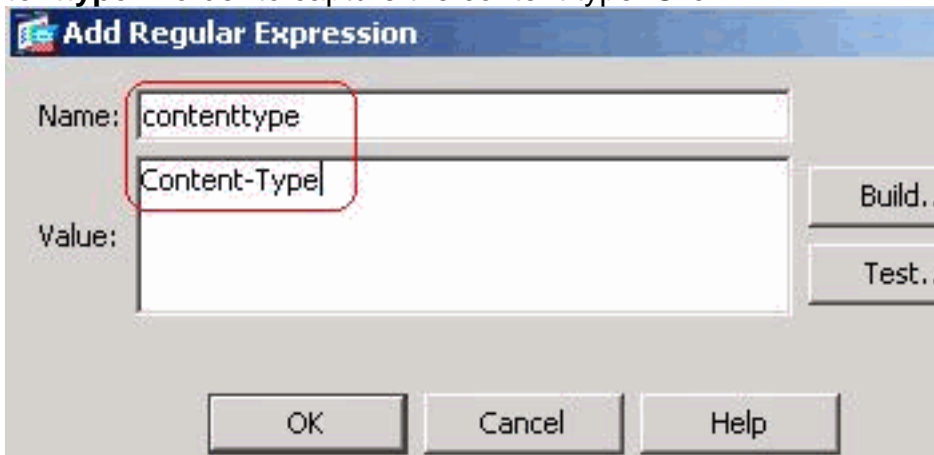 Add Regular Expression
Name: contenttype
Content-Type
Build..
Value:
Test..
OK Cancel Help